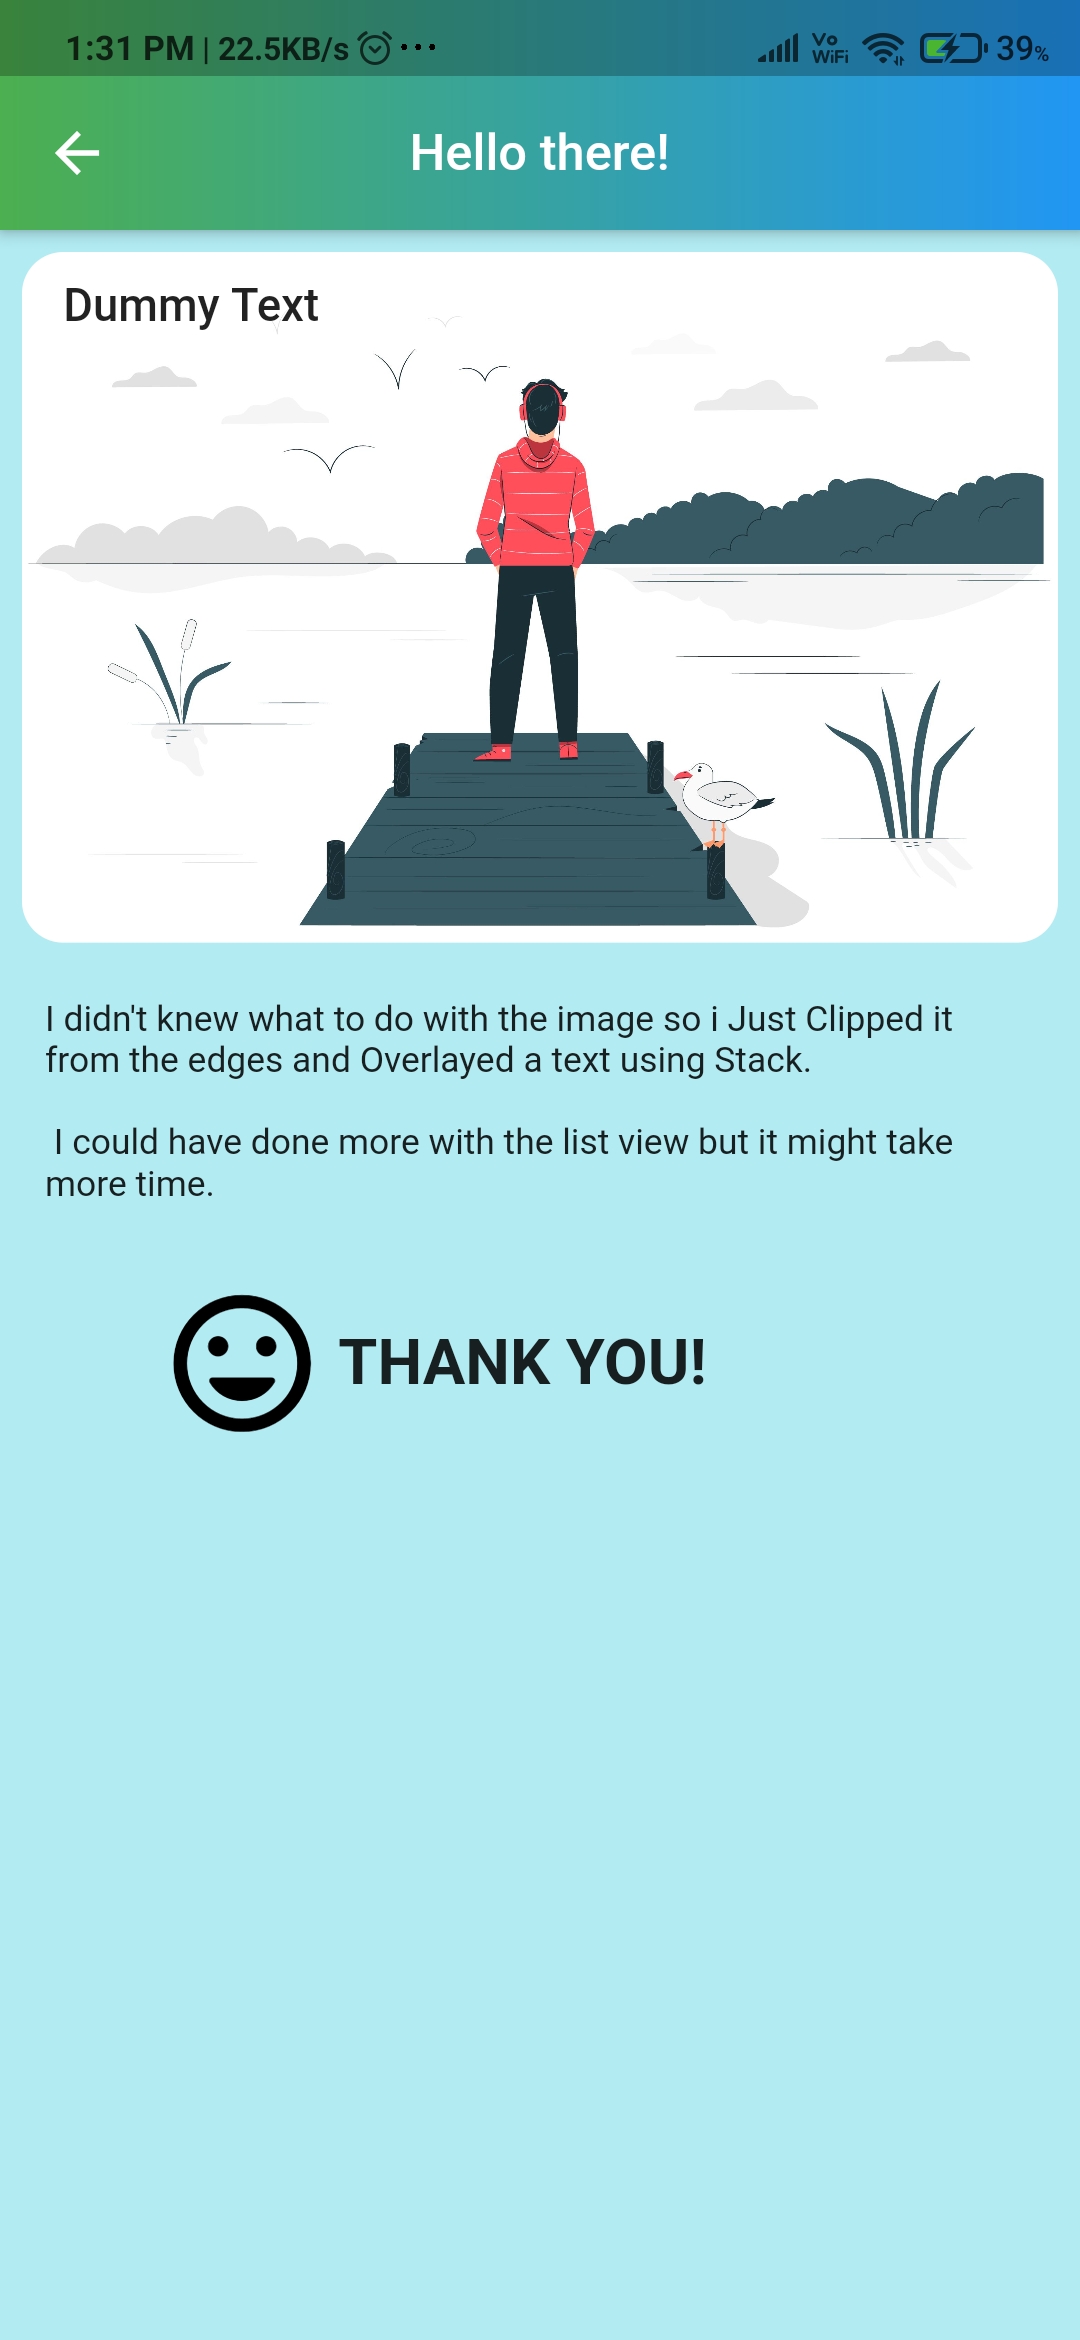 1:31 PM | 22.5KB/s ... Vo WiFi 39%
Hello there!
Dummy Text
I didn't knew what to do with the image so i Just Clipped it
from the edges and Overlayed a text using Stack.
I could have done more with the list view but it might take
more time.
THANK YOU!